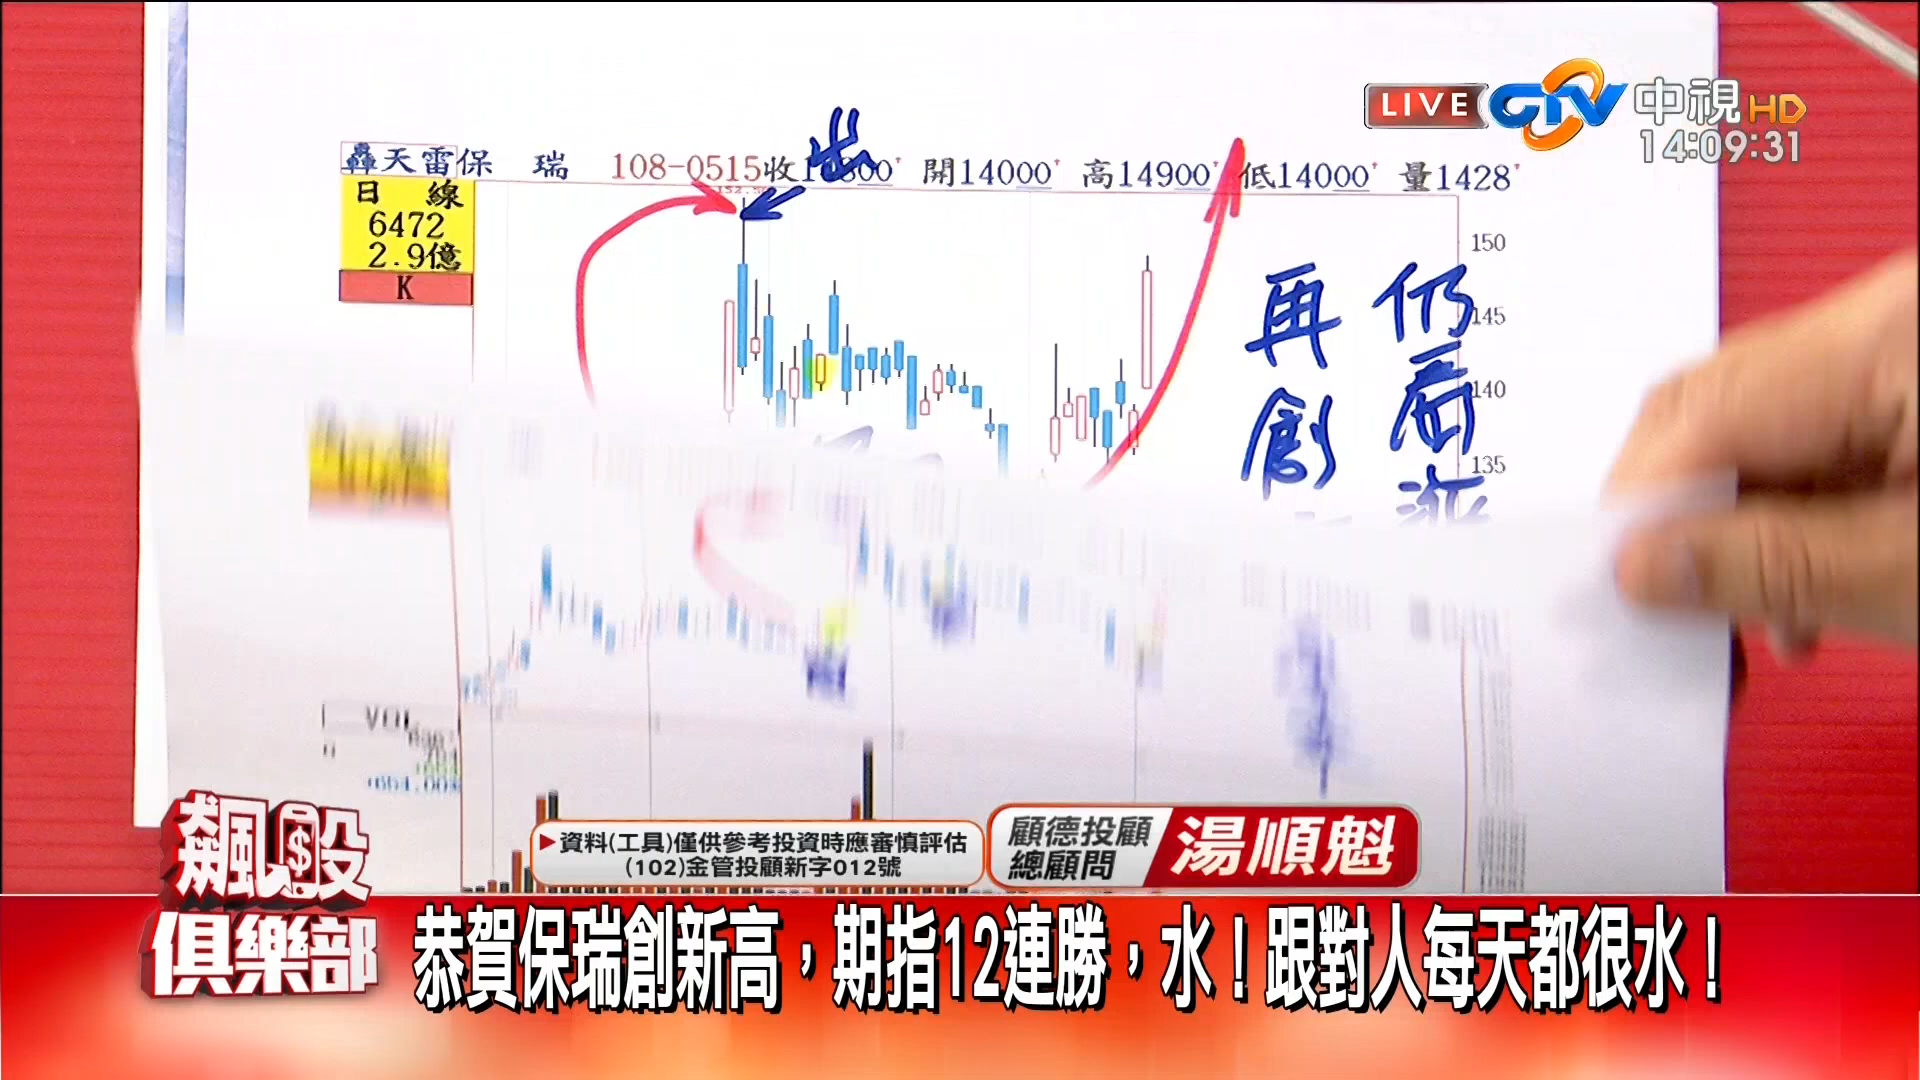 LIVE CTV 中視 HD
14:09:31
轟天雷保 瑞 108-0515收 開14000 高14900 低14000 量1428
日 線
6472
2.9億
K
出
150
145
140
135
仍看漲
再創
VOL
飆股
俱樂部
資料(工具)僅供參考投資時應審慎評估
(102)金管投顧新字012號
顧德投顧
總顧問
湯順魁
恭賀保瑞創新高,期指12連勝,水!跟對人每天都很水!